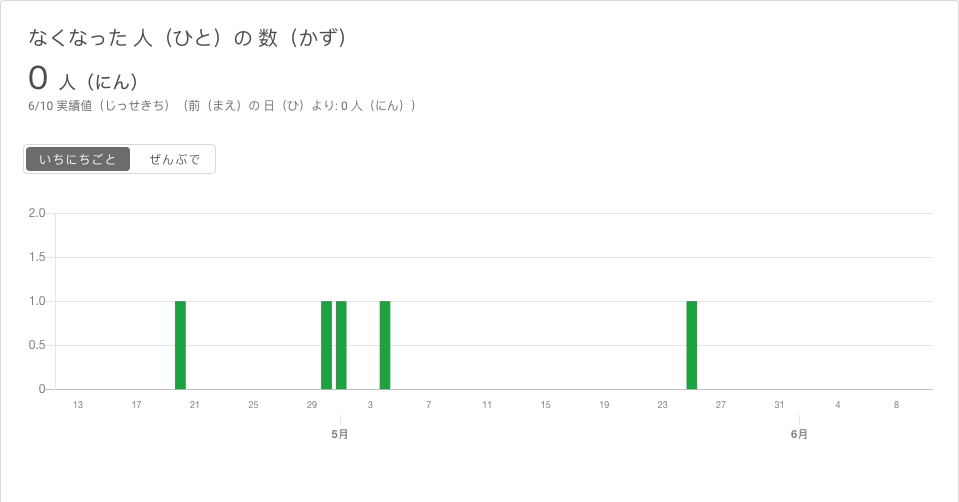 なくなった 人（ひと）の 数（かず）
0 人（にん）
6/10 実績値（じっせきち）（前（まえ）の 日（ひ）より: 0 人（にん））
いちにちごと ぜんぶで
2.0
1.5
1.0
0.5
0
13 17 21 25 29 3 7 11 15 19 23 27 31 4 8
5月 6月